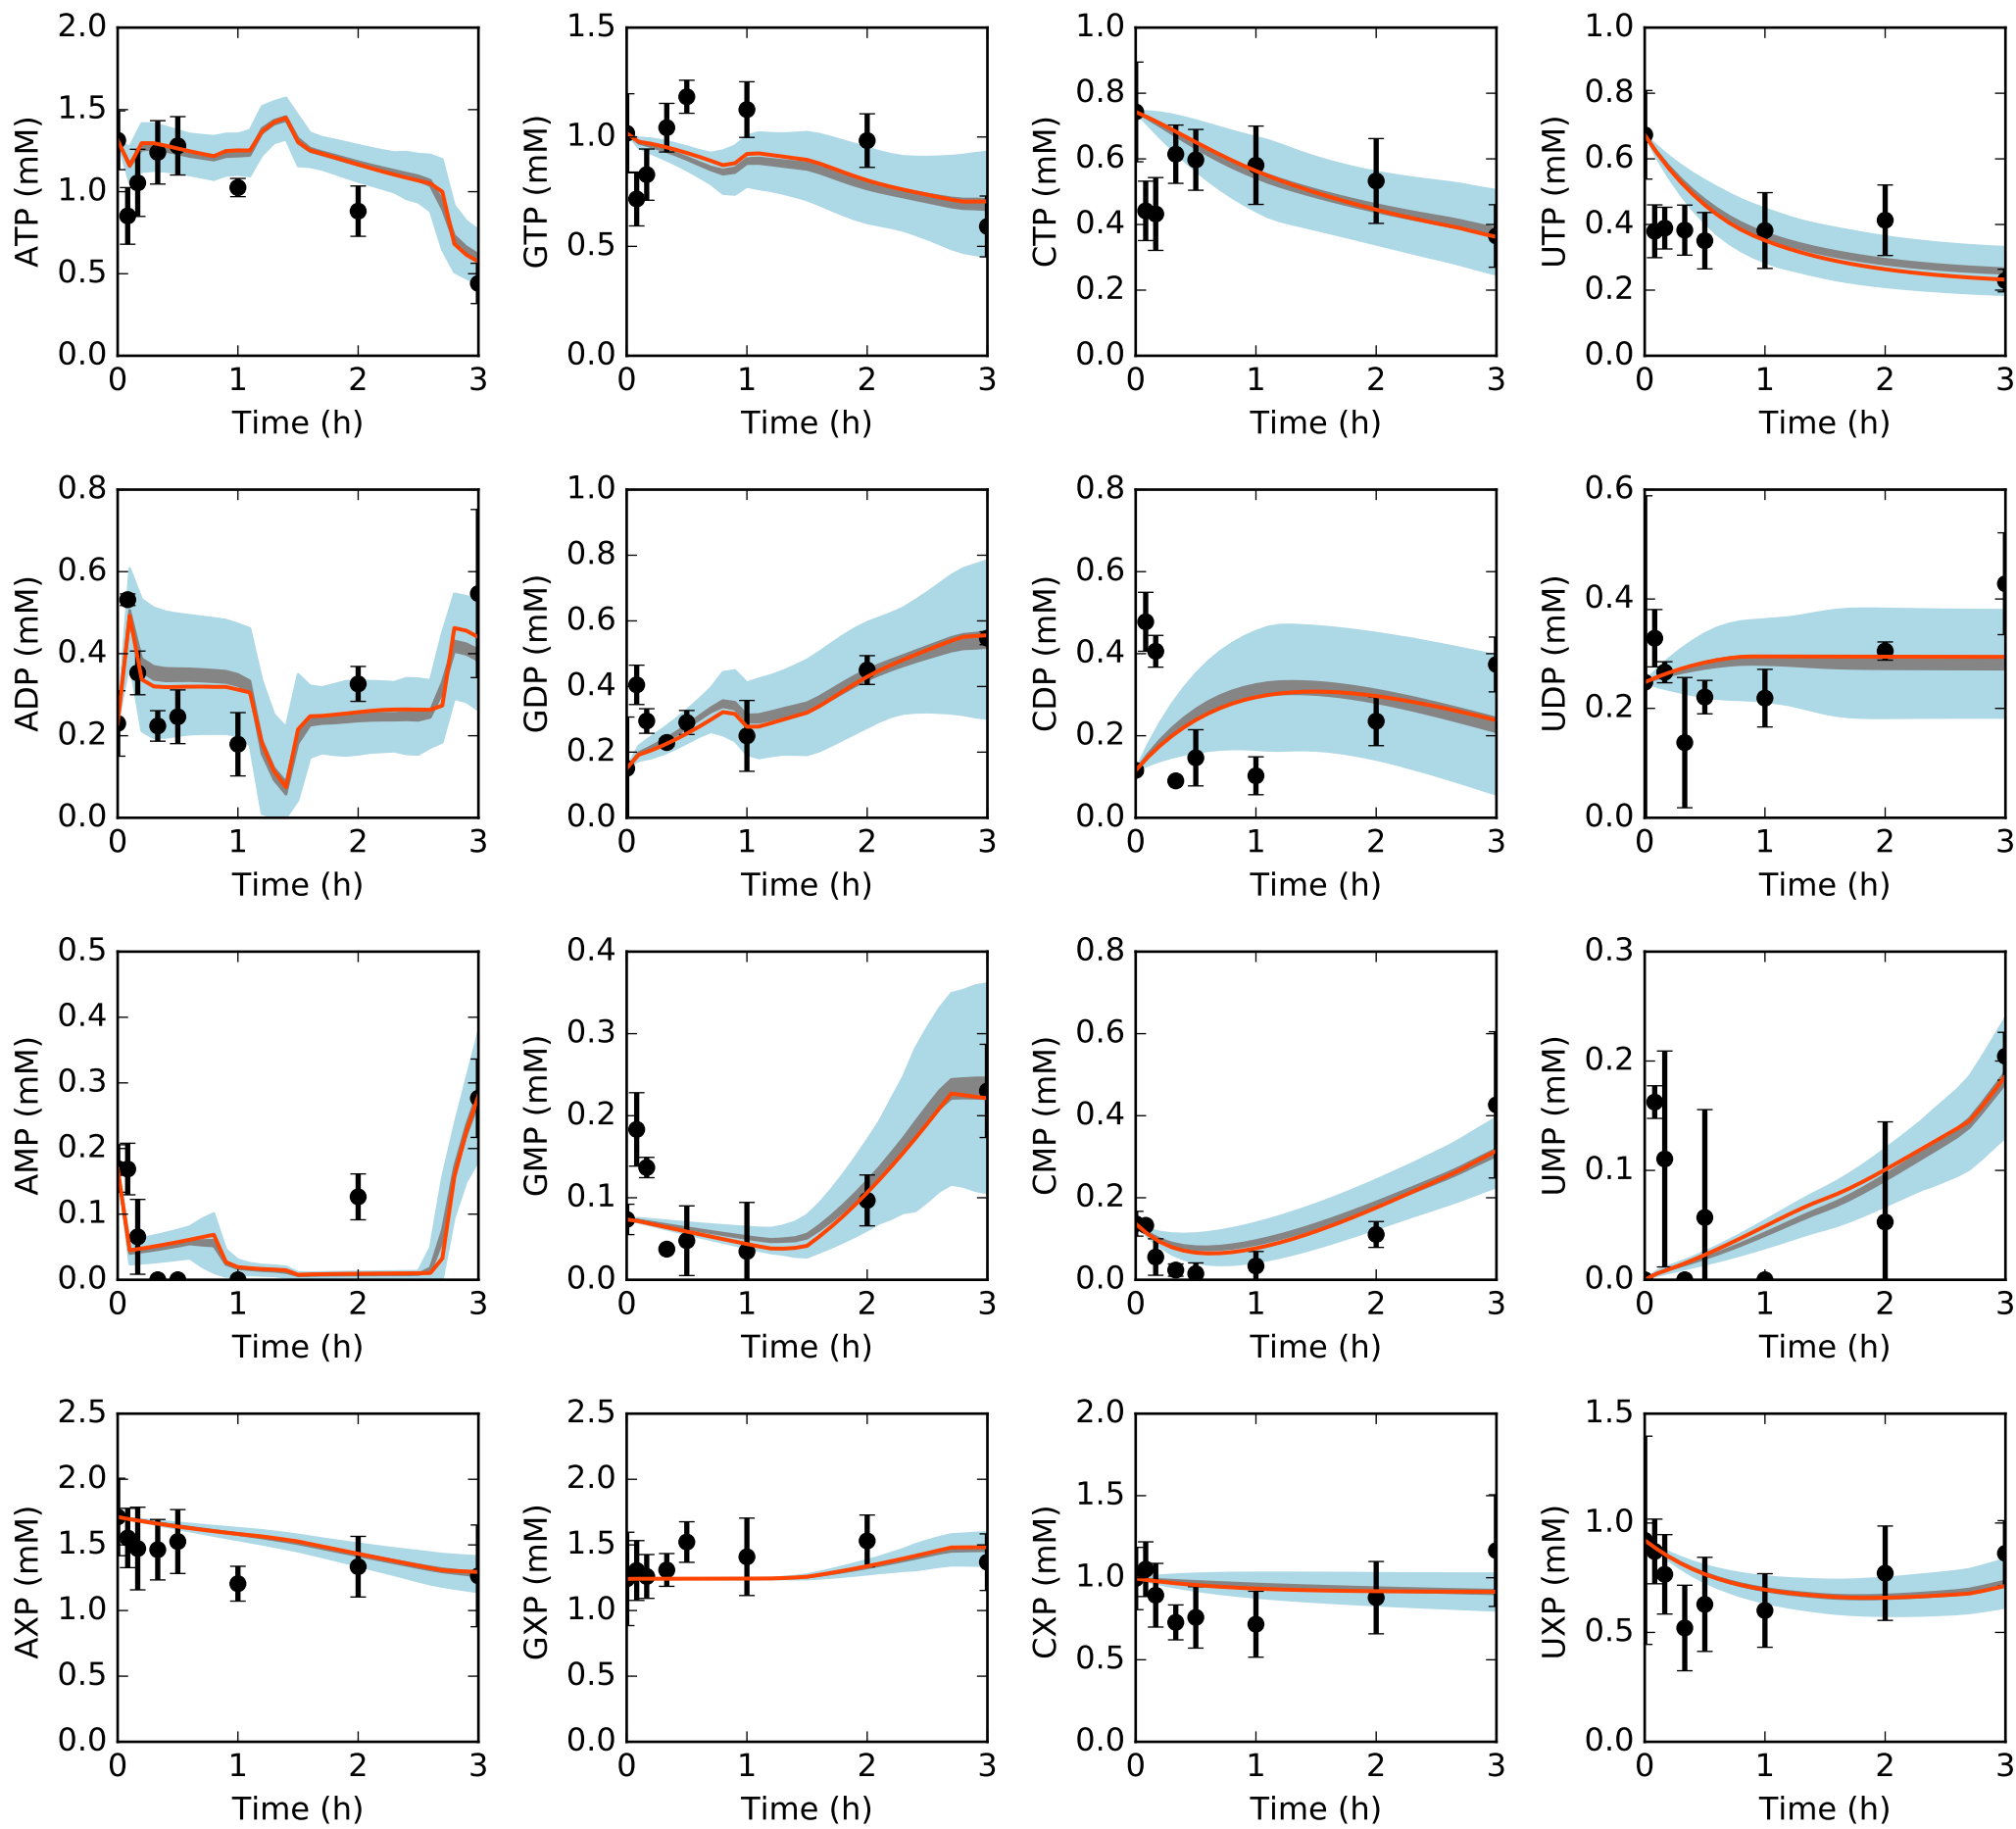 2.0 1.5 1.0 1.0
1.5 1.0 0.8 0.8
1.0 0.5 0.6 0.6
0.5 0.0 0.4 0.4
0.0 0.2 0.2
0.0 0.0
ATP (mM) GTP (mM) CTP (mM) UTP (mM)
0 1 2 3 0 1 2 3 0 1 2 3 0 1 2 3
Time (h) Time (h) Time (h) Time (h)
0.8 1.0 0.8 0.6
0.6 0.8 0.6 0.4
0.4 0.6 0.4 0.2
0.2 0.4 0.2 0.0
0.0 0.2 0.0
0.0
ADP (mM) GDP (mM) CDP (mM) UDP (mM)
0 1 2 3 0 1 2 3 0 1 2 3 0 1 2 3
Time (h) Time (h) Time (h) Time (h)
0.5 0.4 0.8 0.3
0.4 0.3 0.6 0.2
0.3 0.2 0.4 0.1
0.2 0.1 0.2 0.0
0.1 0.0 0.0
0.0
AMP (mM) GMP (mM) CMP (mM) UMP (mM)
0 1 2 3 0 1 2 3 0 1 2 3 0 1 2 3
Time (h) Time (h) Time (h) Time (h)
2.5 2.5 2.0 1.5
2.0 2.0 1.5 1.0
1.5 1.5 1.0 0.5
1.0 1.0 0.5 0.0
0.5 0.5 0.0
0.0 0.0
AXP (mM) GXP (mM) CXP (mM) UXP (mM)
0 1 2 3 0 1 2 3 0 1 2 3 0 1 2 3
Time (h) Time (h) Time (h) Time (h)